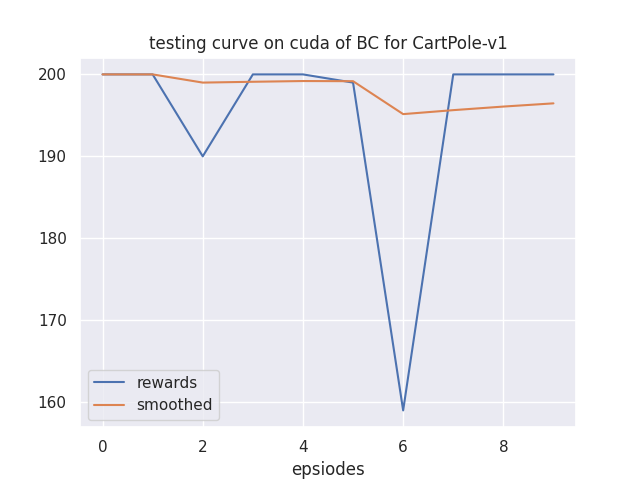 testing curve on cuda of BC for CartPole-v1
200
190
180
170
160
rewards
smoothed
0 2 4 6 8
epsiodes